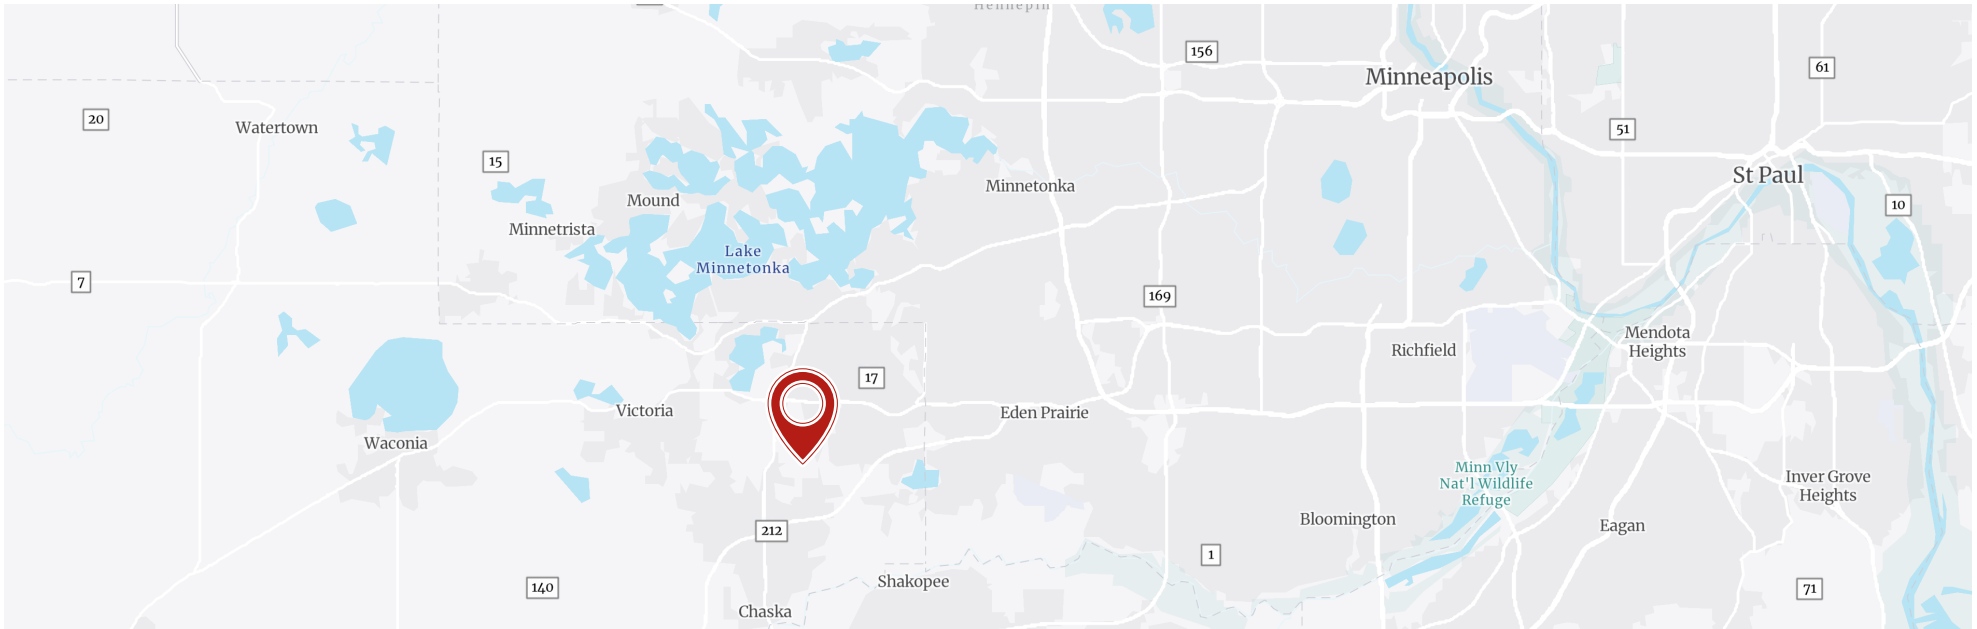 Hennepin
156
Minneapolis
61
20
Watertown
51
15
St Paul
Minnetonka
Mound
10
Minnetrista
Lake
Minnetonka
7
169
Mendota
Heights
Richfield
17
Victoria
Eden Prairie
Waconia
Minn Vly
Nat'l Wildlife
Refuge
Inver Grove
Heights
Bloomington
Eagan
212
1
Shakopee
140
71
Chaska